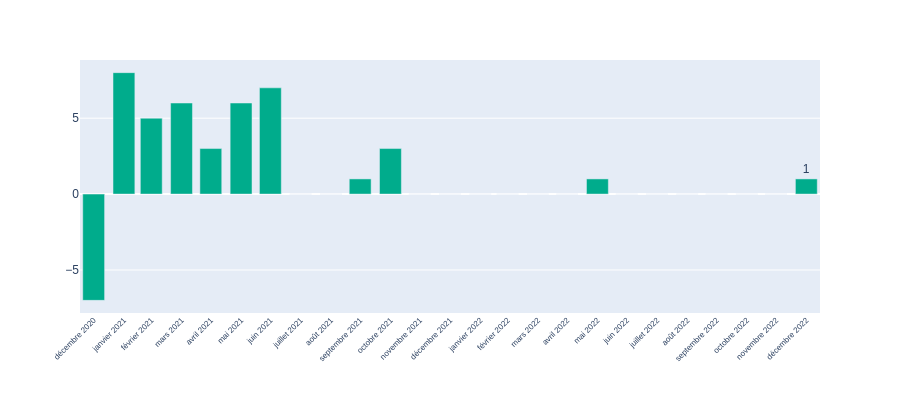 5
0
−5
1
décembre 2020
janvier 2021
février 2021
mars 2021
avril 2021
mai 2021
juin 2021
juillet 2021
août 2021
septembre 2021
octobre 2021
novembre 2021
décembre 2021
janvier 2022
février 2022
mars 2022
avril 2022
mai 2022
juin 2022
juillet 2022
août 2022
septembre 2022
octobre 2022
novembre 2022
décembre 2022